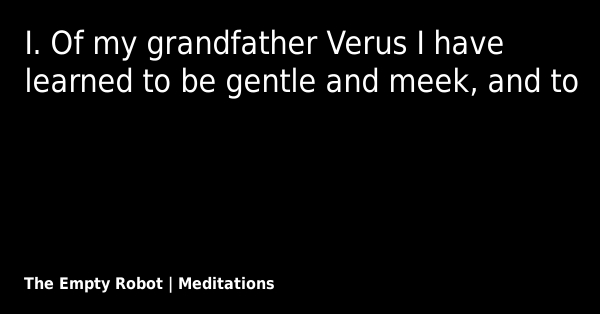 I. Of my grandfather Verus I have
learned to be gentle and meek, and to
The Empty Robot | Meditations